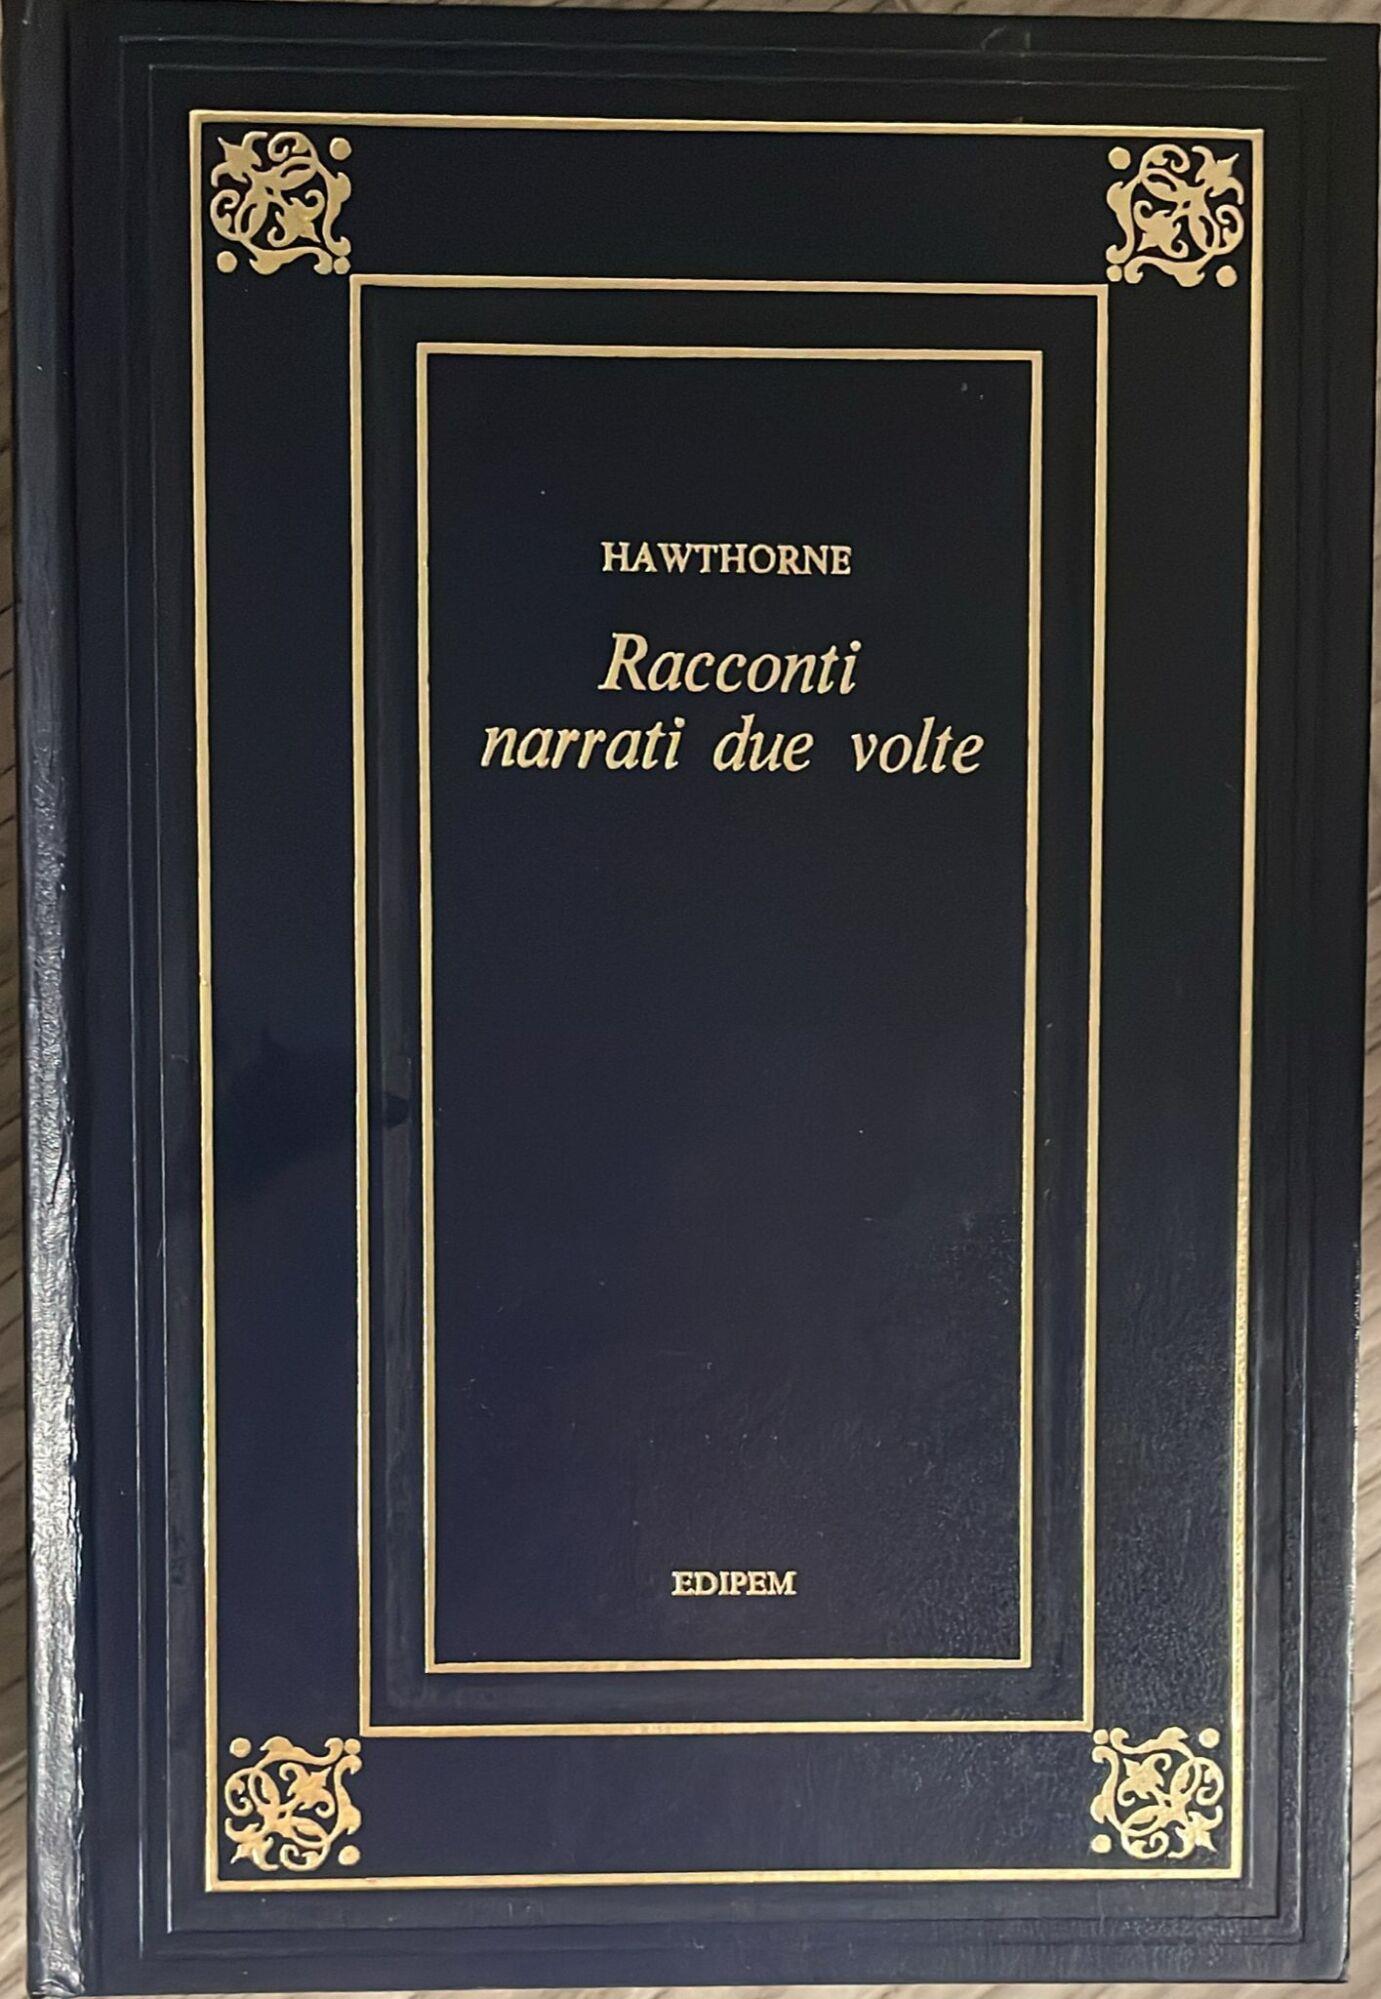 HAWTHORNE
Racconti
narrati due volte
EDIPEM